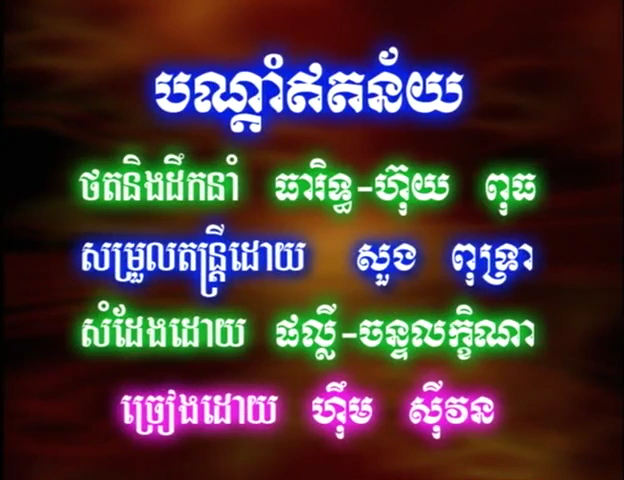 បណ្ដាំឥតន័យ
ថតនិងដឹកនាំ ធារិទ្ធ-ហ៊ុយ ពុធ
សម្រួលតន្ត្រីដោយ សួង ពុទ្រា
សំដែងដោយ ផល្លី-ចន្ទលក្ខិណា
ច្រៀងដោយ ហ៊ឹម ស៊ីវន